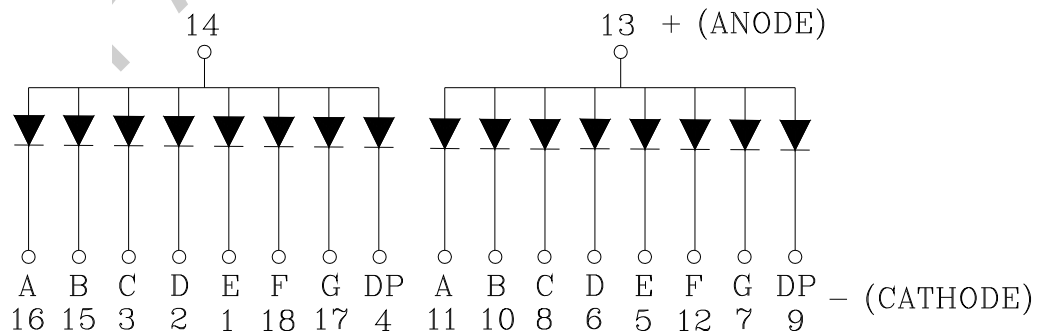 14 13 + (ANODE)
A B C D E F G DP A B C D E F G DP - (CATHODE)
16 15 3 2 1 18 17 4 11 10 8 6 5 12 7 9